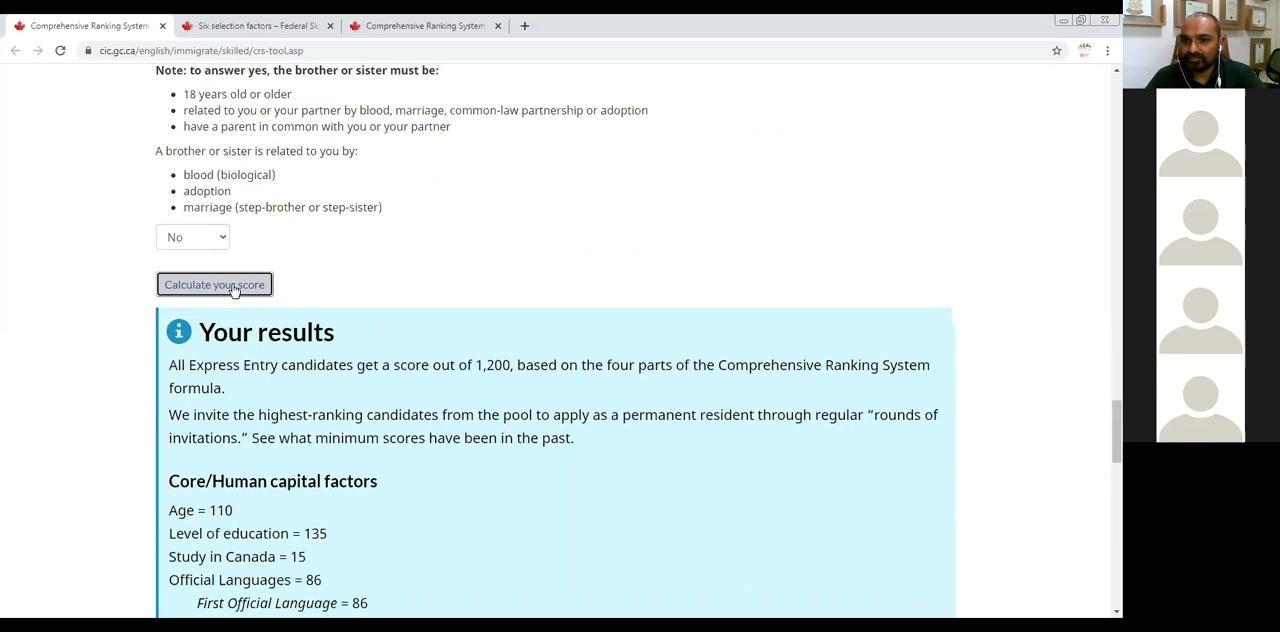 Comprehensive Ranking System
Six selection factors – Federal Sk
Comprehensive Ranking System
cic.gc.ca/english/immigrate/skilled/crs-tool.asp
Note: to answer yes, the brother or sister must be:
18 years old or older
related to you or your partner by blood, marriage, common-law partnership or adoption
have a parent in common with you or your partner
A brother or sister is related to you by:
blood (biological)
adoption
marriage (step-brother or step-sister)
No
Calculate your score
Your results
All Express Entry candidates get a score out of 1,200, based on the four parts of the Comprehensive Ranking System
formula.
We invite the highest-ranking candidates from the pool to apply as a permanent resident through regular “rounds of
invitations.” See what minimum scores have been in the past.
Core/Human capital factors
Age = 110
Level of education = 135
Study in Canada = 15
Official Languages = 86
First Official Language = 86